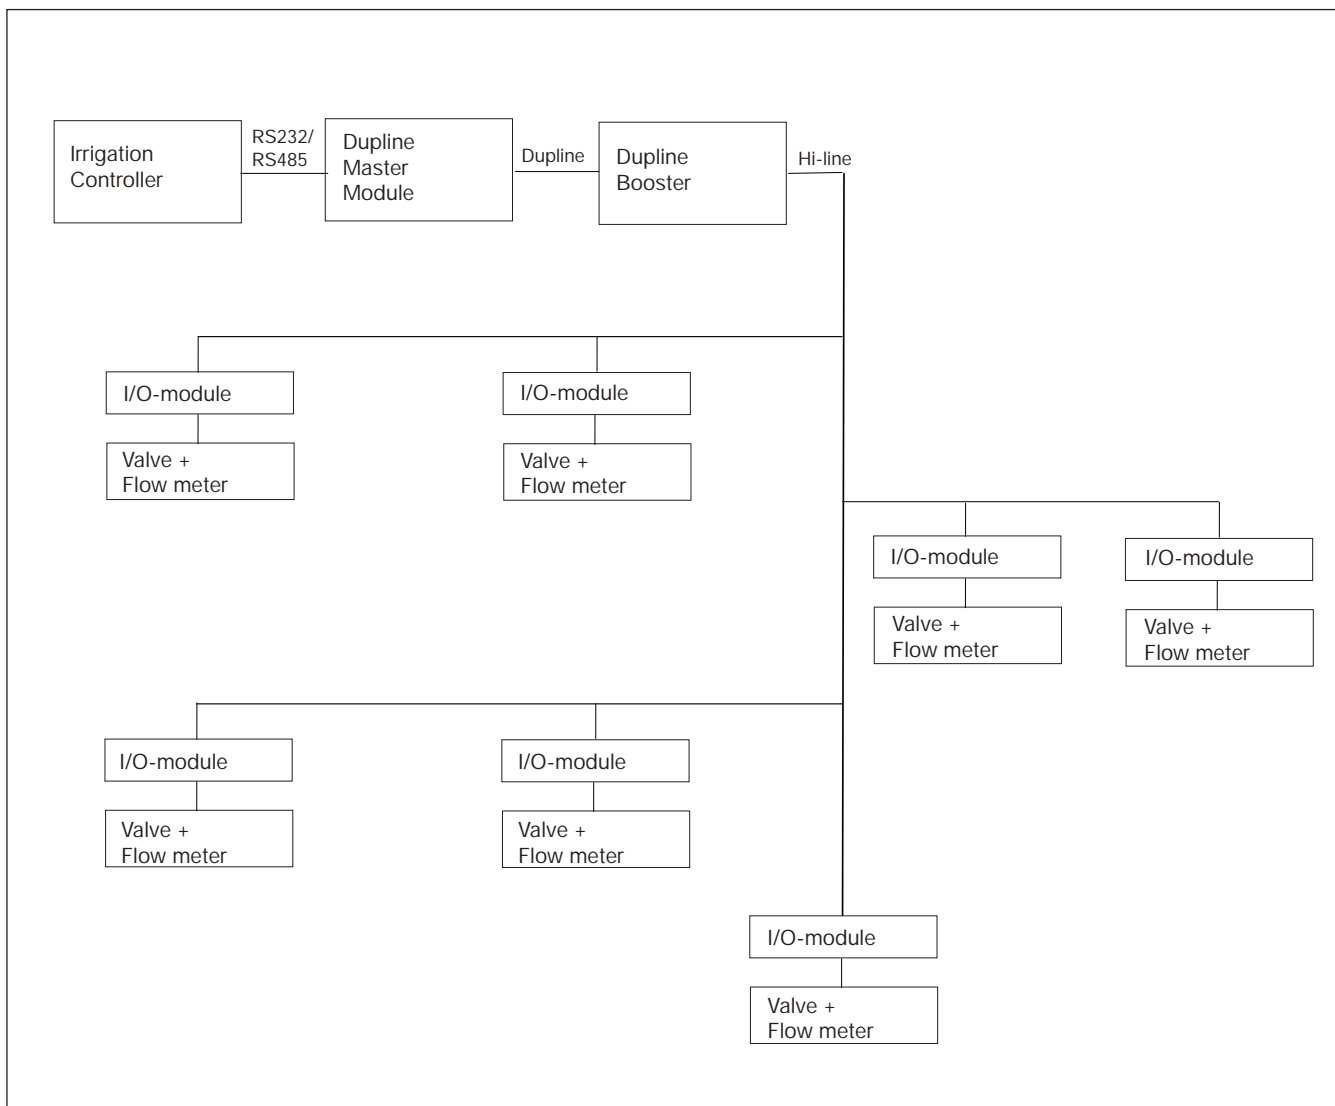 Irrigation
Controller
RS232/
RS485
Dupline
Master
Module
Dupline
Dupline
Booster
Hi-line
I/O-module
Valve +
Flow meter
I/O-module
Valve +
Flow meter
I/O-module
Valve +
Flow meter
I/O-module
Valve +
Flow meter
I/O-module
Valve +
Flow meter
I/O-module
Valve +
Flow meter
I/O-module
Valve +
Flow meter